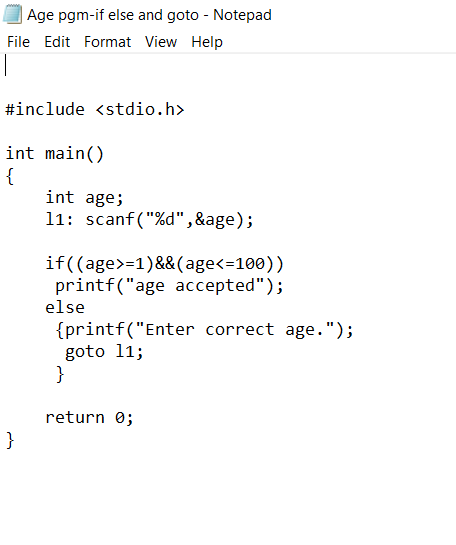 Age pgm-if else and goto - Notepad
File Edit Format View Help
#include <stdio.h>
int main()
{
    int age;
    l1: scanf("%d",&age);
    if((age>=1)&&(age<=100))
     printf("age accepted");
    else
     {printf("Enter correct age.");
      goto l1;
     }
    return 0;
}